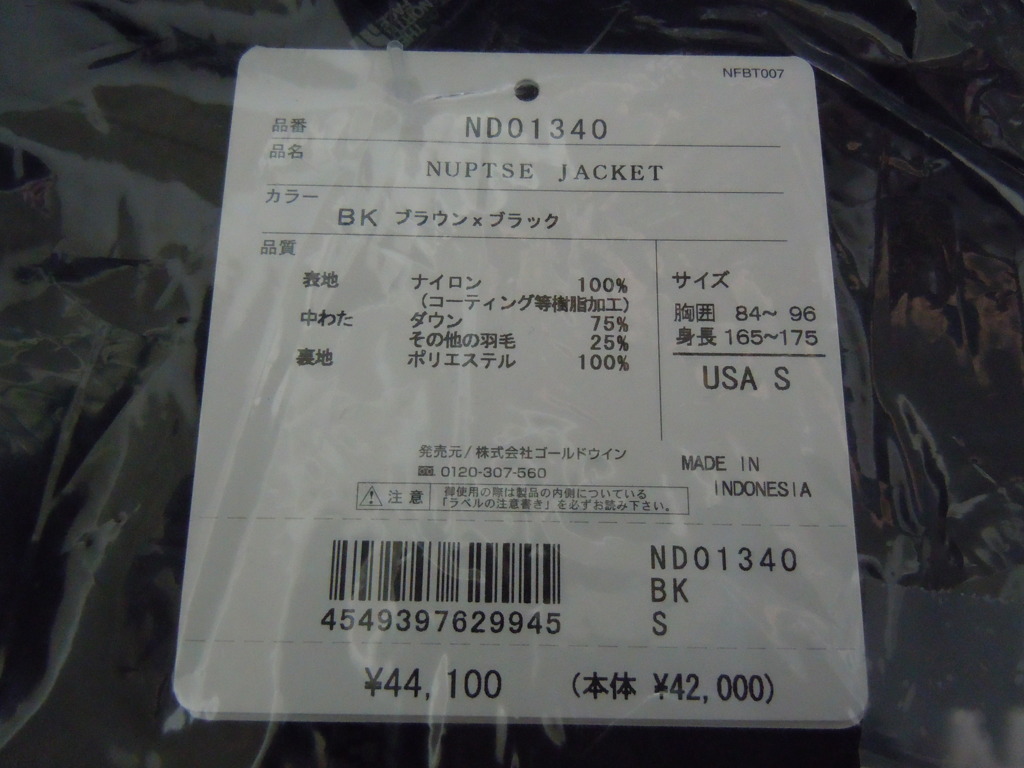 NFBT007
品番 ND01340
品名 NUPTSE JACKET
カラー BK ブラウンxブラック
品質
表地 ナイロン 100%
(コーティング等樹脂加工)
中わた ダウン 75%
その他の羽毛 25%
裏地 ポリエステル 100%
サイズ
胸囲 84~ 96
身長 165~175
USA S
発売元/株式会社ゴールドウイン
0120-307-560
MADE IN
INDONESIA
注意 御使用の際は製品の内側についている
「ラベルの注意書き」を必ずお読み下さい。
4549397629945
ND01340
BK
S
¥44,100 (本体 ¥42,000)